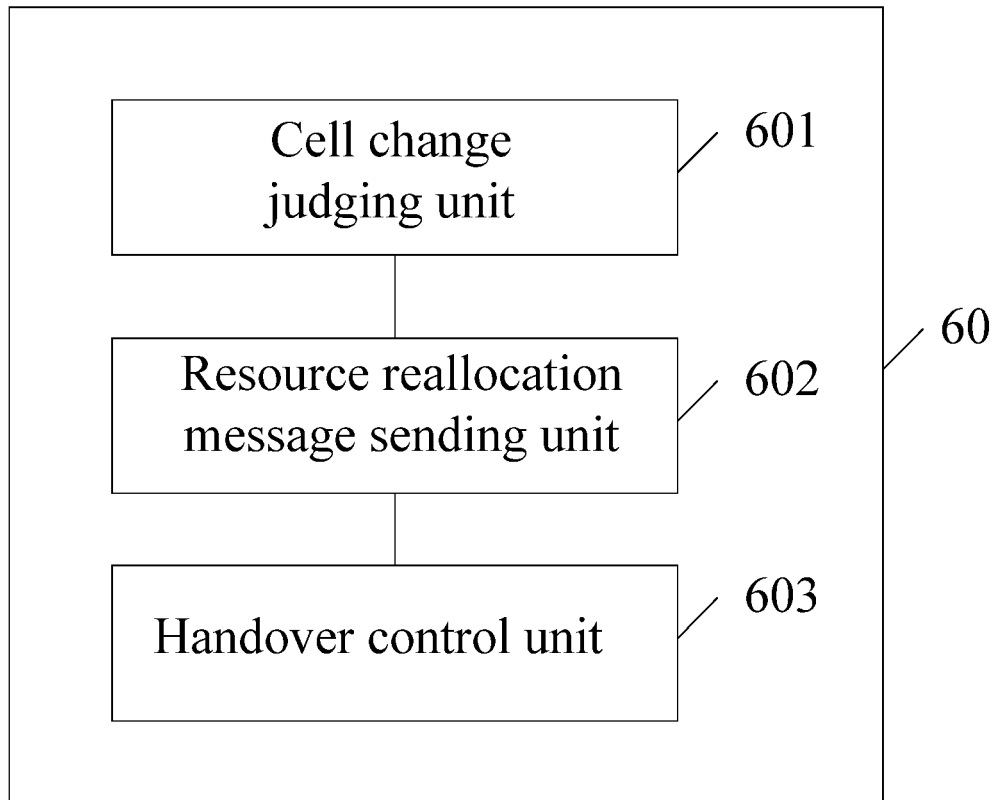 Cell change
judging unit
601
60
Resource reallocation
message sending unit
602
Handover control unit
603